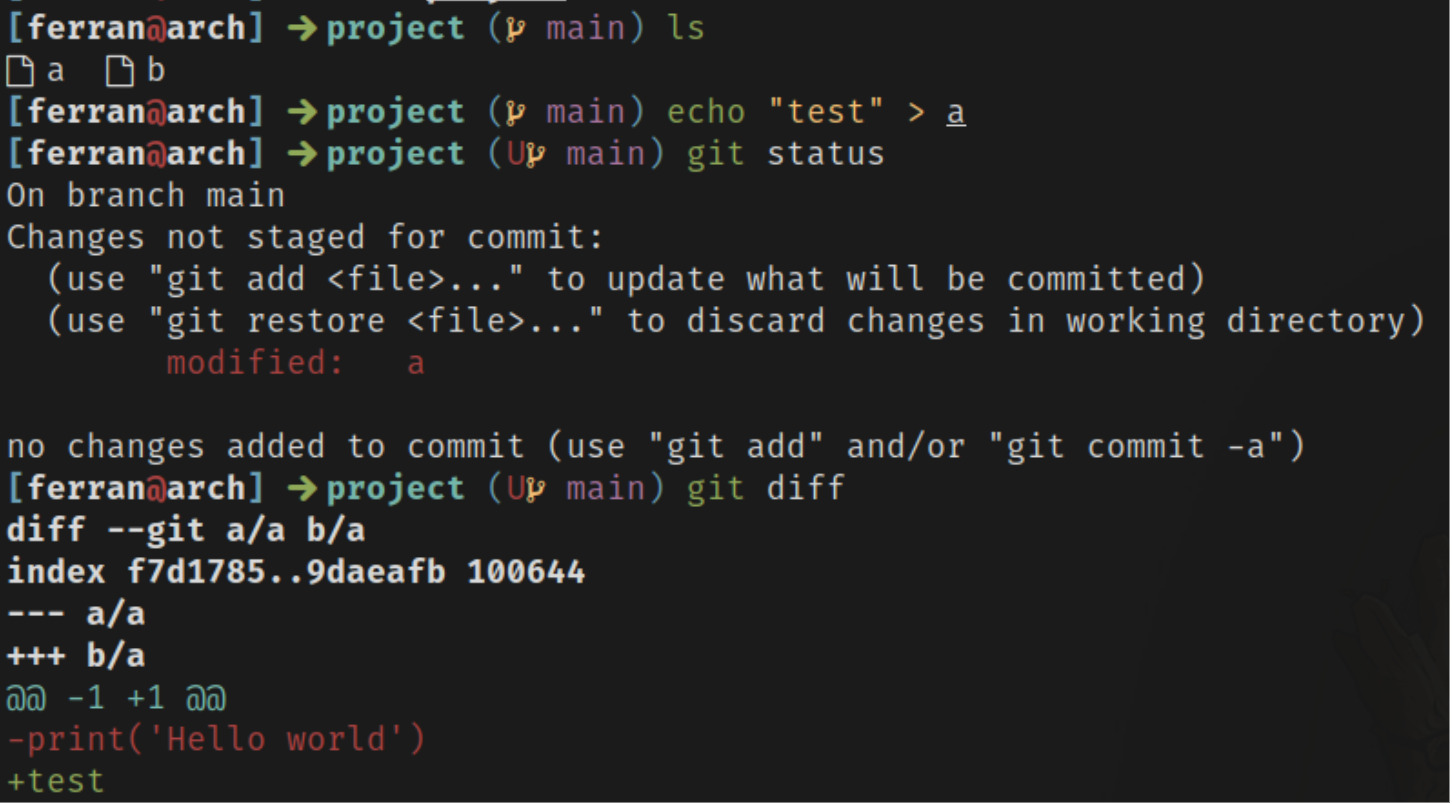 [ferran@arch] → project ( main) ls
a b
[ferran@arch] → project ( main) echo "test" > a
[ferran@arch] → project (U main) git status
On branch main
Changes not staged for commit:
  (use "git add <file>..." to update what will be committed)
  (use "git restore <file>..." to discard changes in working directory)
        modified:   a
no changes added to commit (use "git add" and/or "git commit -a")
[ferran@arch] → project (U main) git diff
diff --git a/a b/a
index f7d1785..9daeafb 100644
--- a/a
+++ b/a
@@ -1 +1 @@
-print('Hello world')
+test